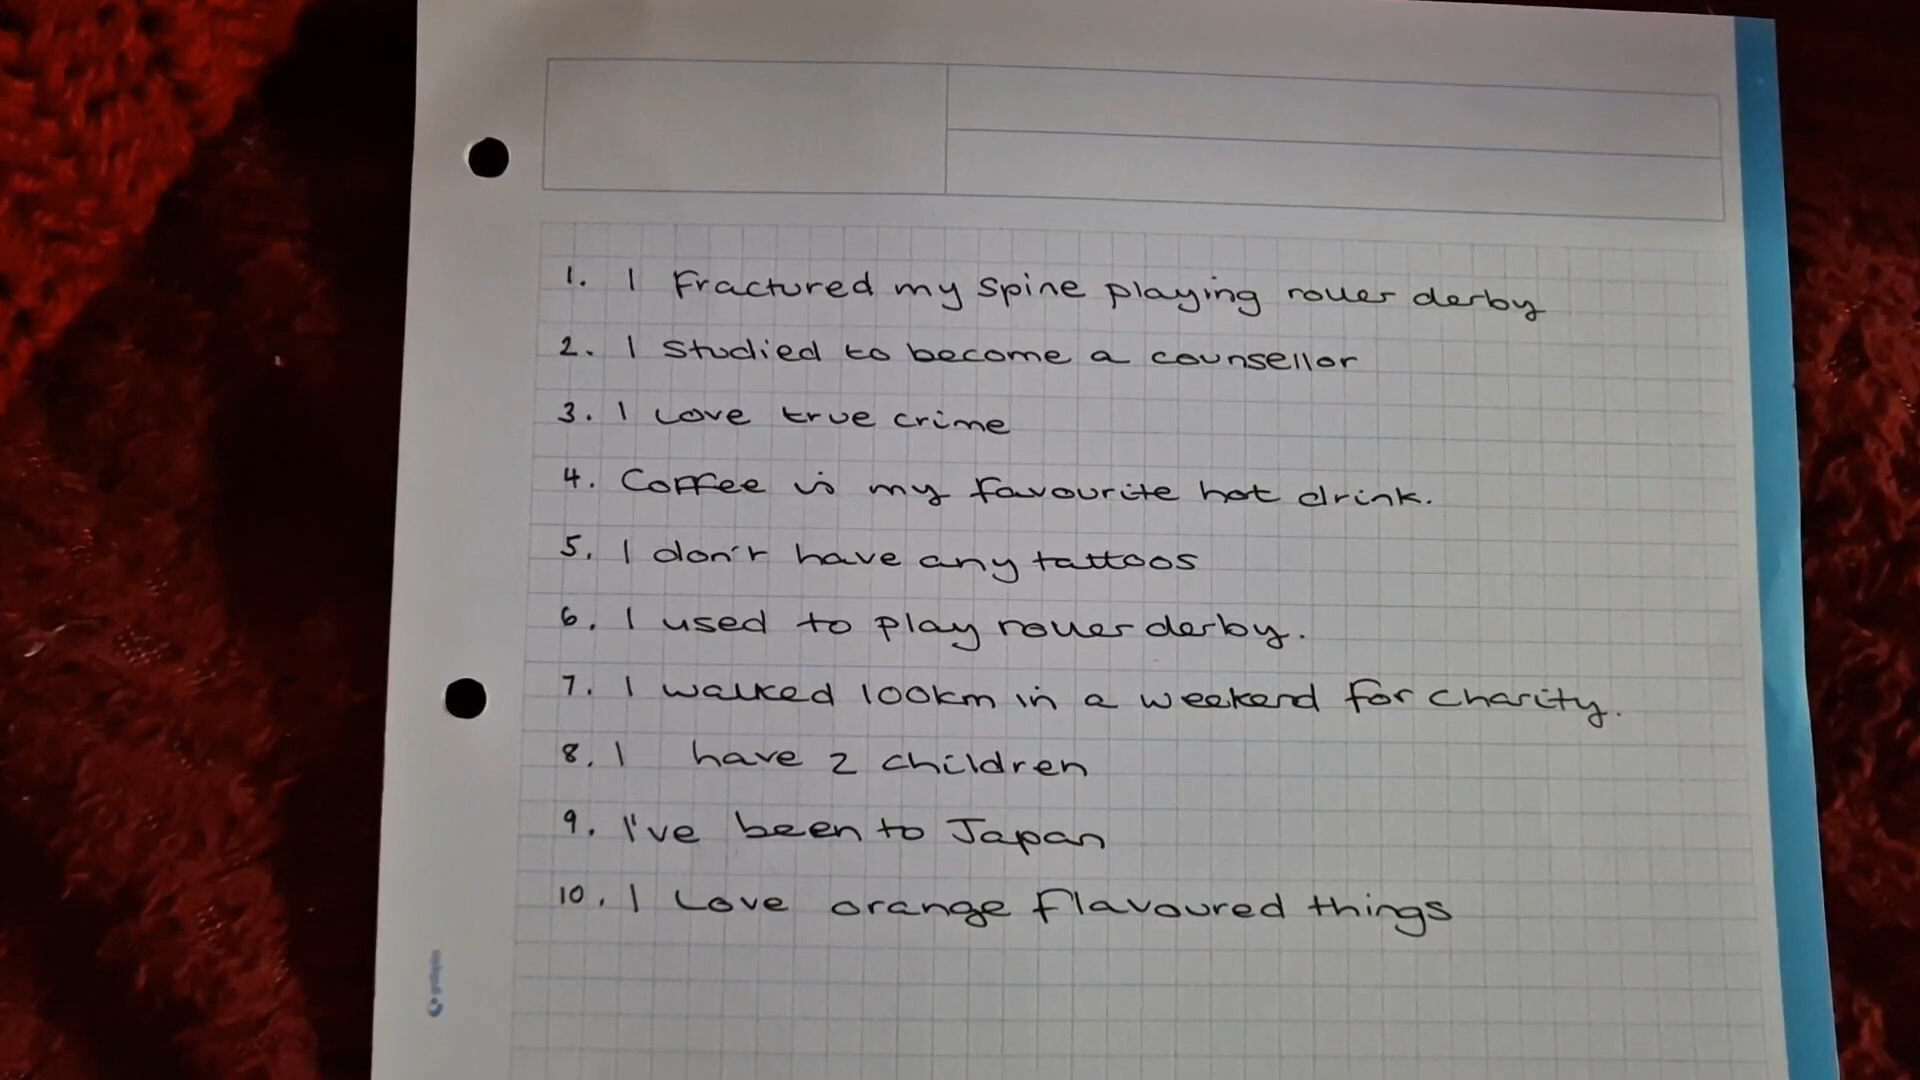 1. I Fractured my spine playing roller derby
2. I studied to become a counsellor
3. I love true crime
4. Coffee is my favourite hot drink.
5. I don't have any tattoos
6. I used to play roller derby.
7. I walked 100km in a weekend for charity.
8. I have 2 children
9. I've been to Japan
10. I love orange flavoured things